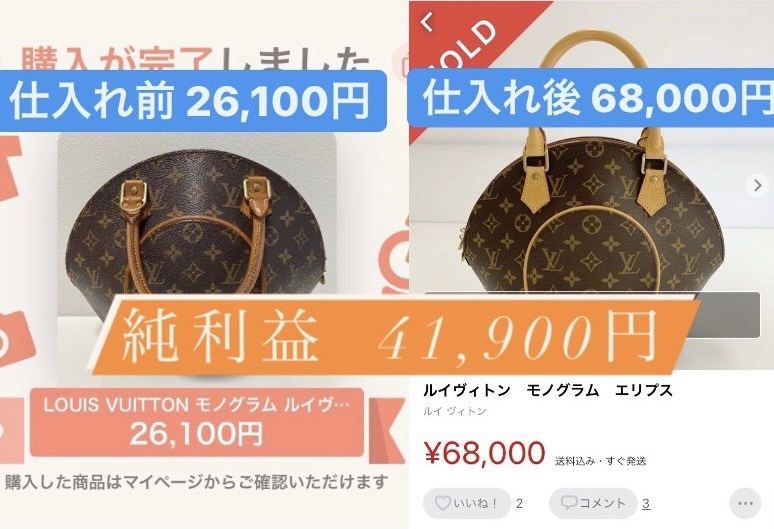 購入が完了しました
仕入れ前 26,100円
LOUIS VUITTON モノグラム ルイヴ…
26,100円
購入した商品はマイページからご確認いただけます
SOLD
仕入れ後 68,000円
純利益 41,900円
ルイヴィトン モノグラム エリプス
ルイ ヴィトン
¥68,000 送料込み・すぐ発送
いいね! 2 コメント 3